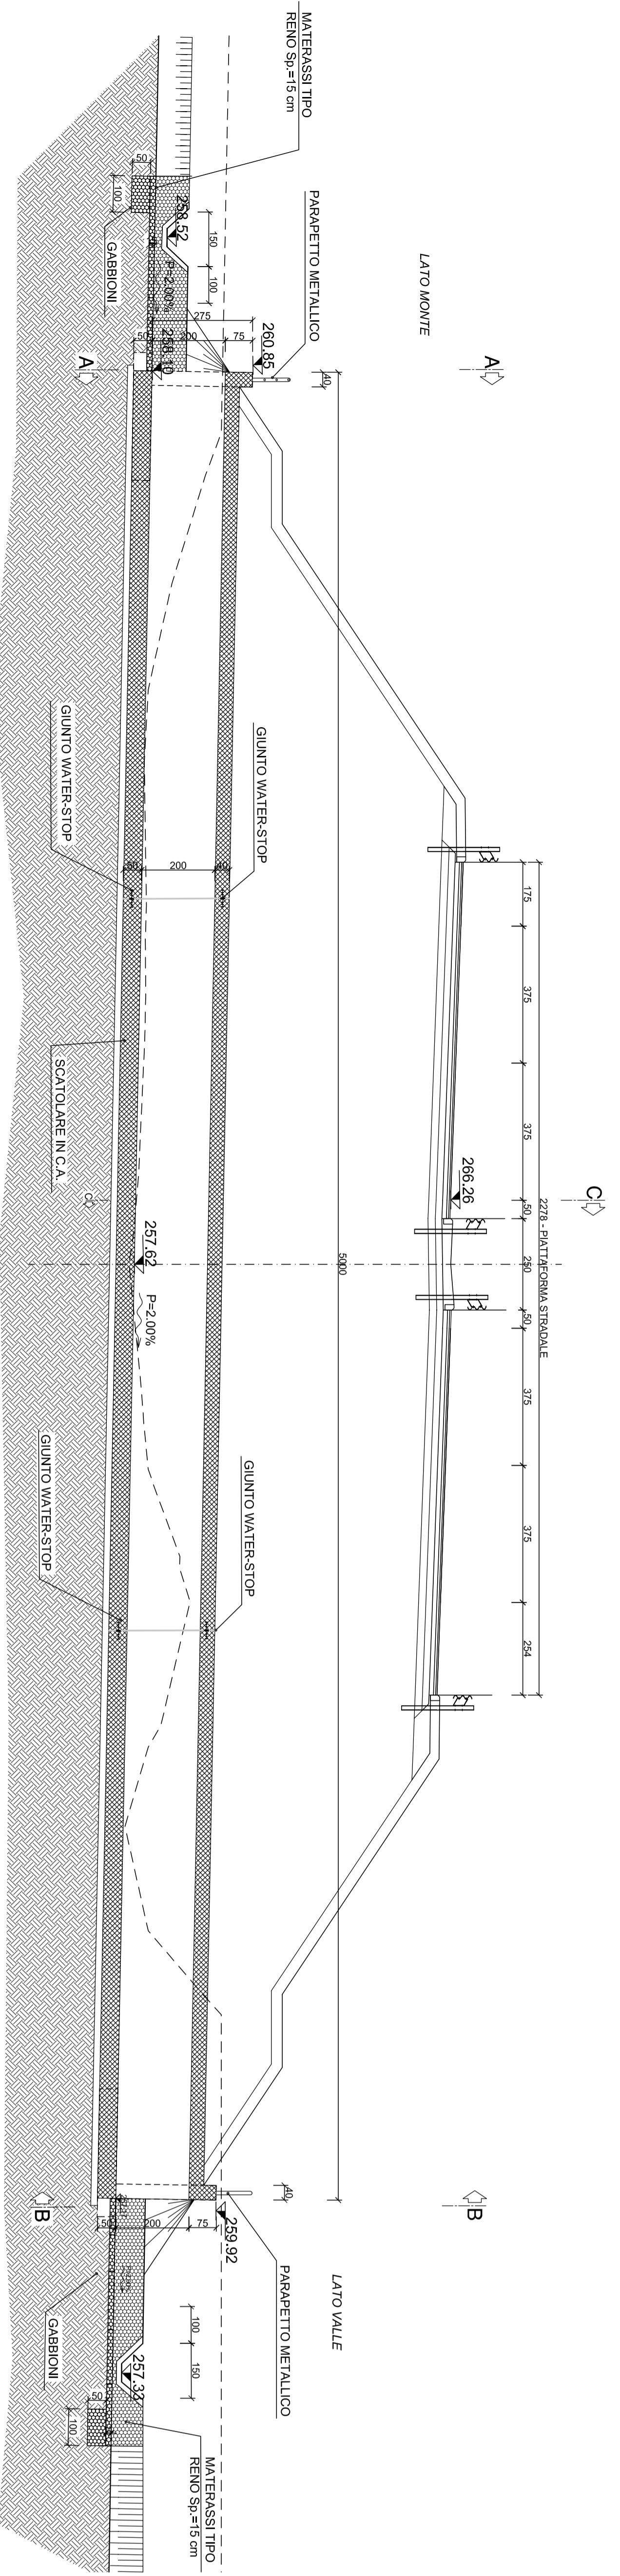 MATERASSI TIPO
RENO Sp.=15 cm
PARAPETTO METALLICO
LATO MONTE
GABBIONI
50
100
258.52
150
100
P=2.00%
275
50
200
75
258.10
260.85
40
A
A
GIUNTO WATER-STOP
GIUNTO WATER-STOP
50
200
40
SCATOLARE IN C.A.
C
C
2278 - PIATTAFORMA STRADALE
175
375
375
50
250
50
375
375
254
266.26
5000
257.62
P=2.00%
GIUNTO WATER-STOP
GIUNTO WATER-STOP
40
B
B
259.92
50
200
75
LATO VALLE
PARAPETTO METALLICO
100
150
257.33
GABBIONI
50
100
MATERASSI TIPO
RENO Sp.=15 cm